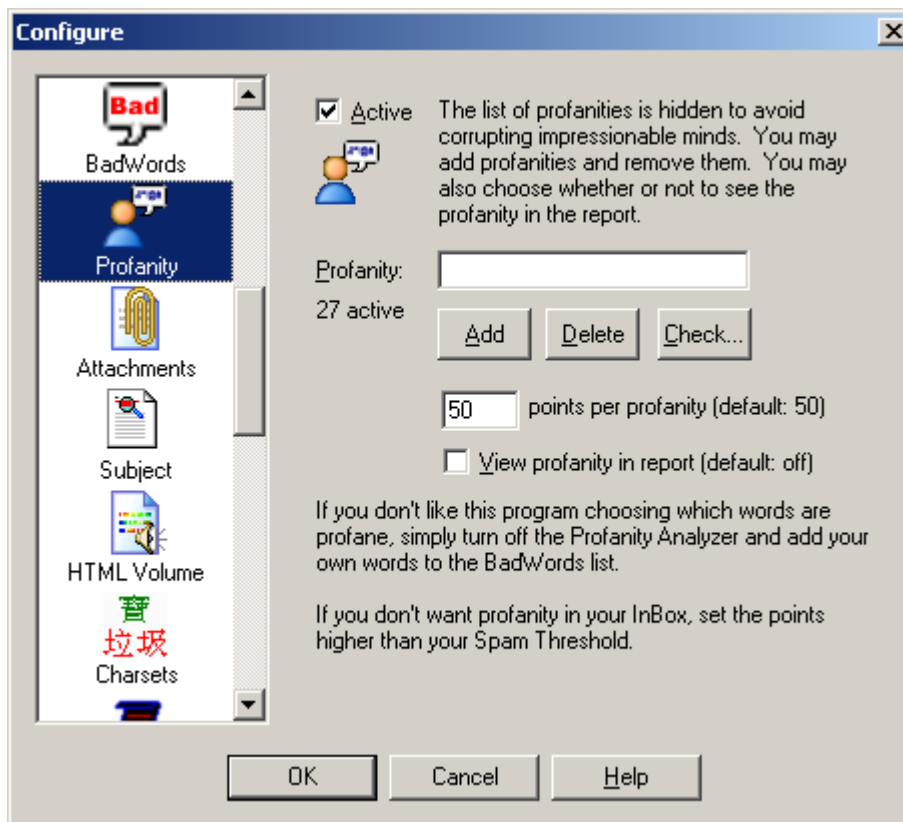 Configure
Bad
BadWords
Profanity
Attachments
Subject
HTML Volume
寶
垃圾
Charsets
Active
The list of profanities is hidden to avoid
corrupting impressionable minds. You may
add profanities and remove them. You may
also choose whether or not to see the
profanity in the report.
Profanity:
27 active
Add Delete Check...
50 points per profanity (default: 50)
View profanity in report (default: off)
If you don't like this program choosing which words are
profane, simply turn off the Profanity Analyzer and add your
own words to the BadWords list.
If you don't want profanity in your InBox, set the points
higher than your Spam Threshold.
OK Cancel Help